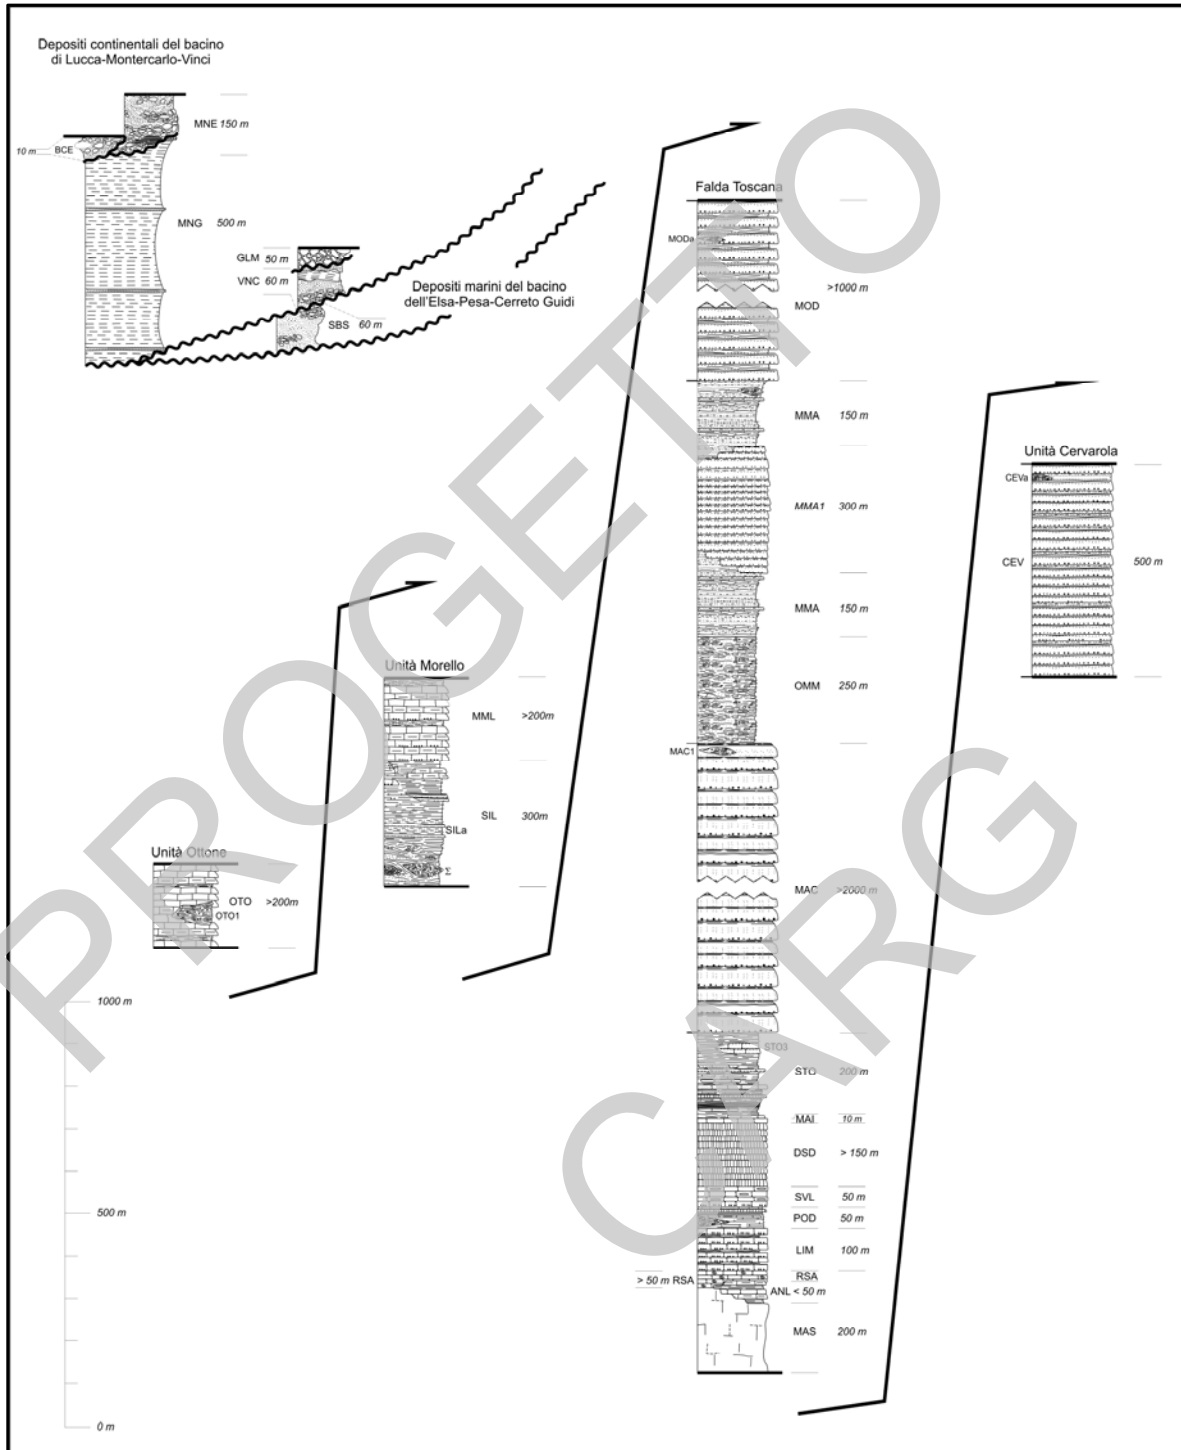 Depositi continentali del bacino
di Lucca-Montercarlo-Vinci
MNE 150 m
10 m
BCE
MNG 500 m
GLM 50 m
VNC 60 m
SBS 60 m
Depositi marini del bacino
dell'Elsa-Pesa-Cerreto Guidi
Falda Toscana
MODa
>1000 m
MOD
MMA 150 m
MMA1 300 m
MMA 150 m
OMM 250 m
MAC1
MAC >2000 m
STO3
STO 200 m
MAI 10 m
DSD > 150 m
SVL 50 m
POD 50 m
LIM 100 m
> 50 m RSA
RSA
ANL < 50 m
MAS 200 m
Unità Cervarola
CEVa
CEV 500 m
Unità Morello
MML >200m
SIL 300m
SILa
Σ
Unità Ottone
OTO >200m
OTO1
1000 m
500 m
0 m
PROGETTO
CARG